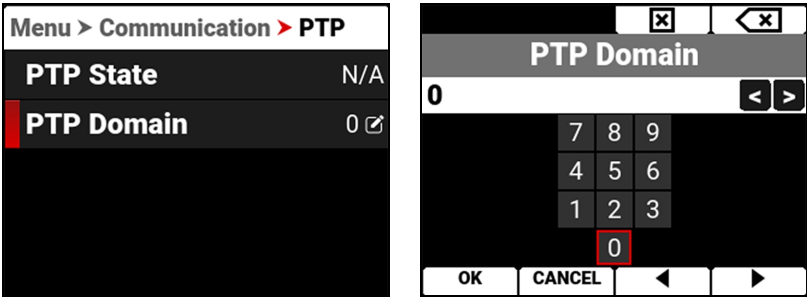 Menu > Communication > PTP
PTP State N/A
PTP Domain 0
PTP Domain
0 < >
7 8 9
4 5 6
1 2 3
0
OK CANCEL